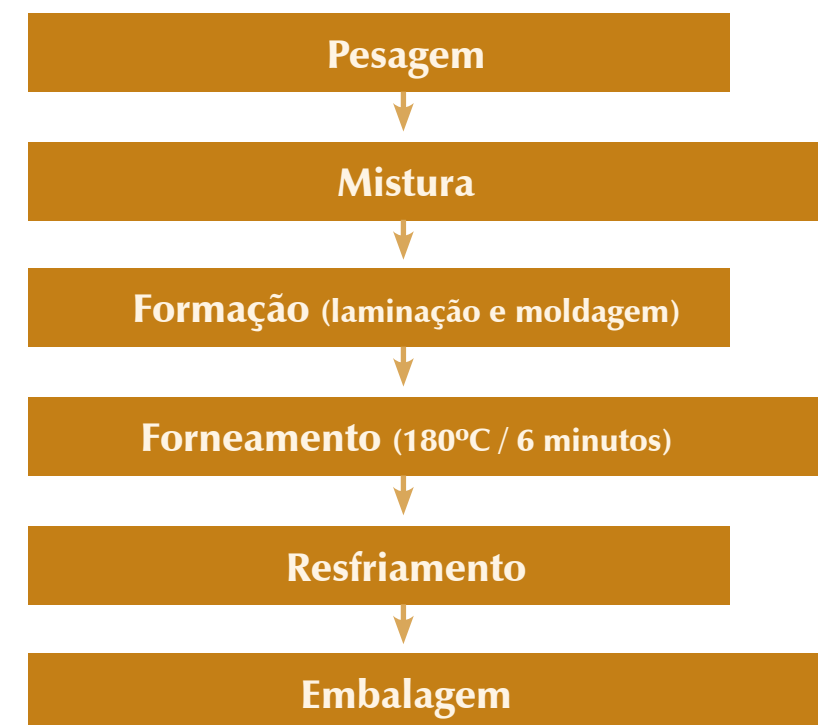 Pesagem
Mistura
Formação (laminação e moldagem)
Forneamento (180ºC / 6 minutos)
Resfriamento
Embalagem